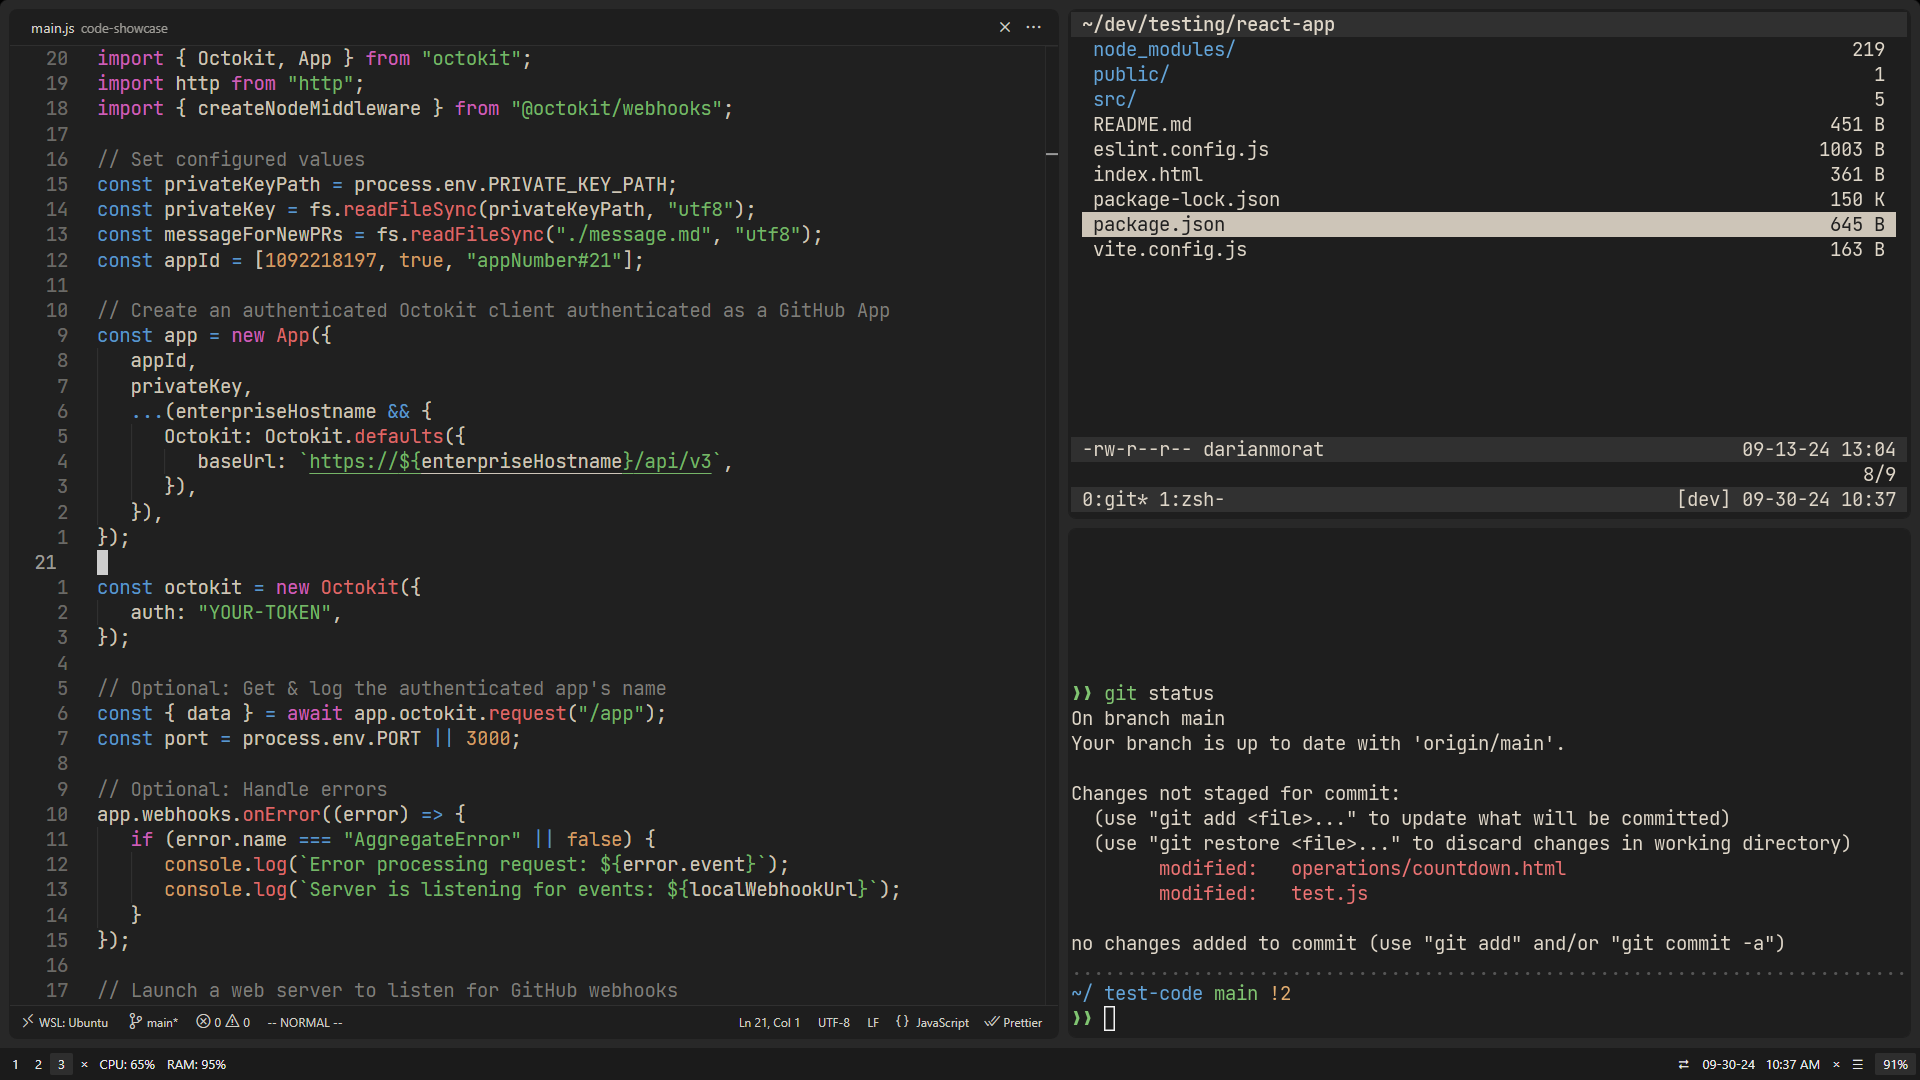 main.js code-showcase
20 import { Octokit, App } from "octokit";
19 import http from "http";
18 import { createNodeMiddleware } from "@octokit/webhooks";
17
16 // Set configured values
15 const privateKeyPath = process.env.PRIVATE_KEY_PATH;
14 const privateKey = fs.readFileSync(privateKeyPath, "utf8");
13 const messageForNewPRs = fs.readFileSync("./message.md", "utf8");
12 const appId = [1092218197, true, "appNumber#21"];
11
10 // Create an authenticated Octokit client authenticated as a GitHub App
9 const app = new App({
8 appId,
7 privateKey,
6 ...(enterpriseHostname && {
5 Octokit: Octokit.defaults({
4 baseUrl: `https://${enterpriseHostname}/api/v3`,
3 }),
2 }),
1 });
21
1 const octokit = new Octokit({
2 auth: "YOUR-TOKEN",
3 });
4
5 // Optional: Get & log the authenticated app's name
6 const { data } = await app.octokit.request("/app");
7 const port = process.env.PORT || 3000;
8
9 // Optional: Handle errors
10 app.webhooks.onError((error) => {
11 if (error.name === "AggregateError" || false) {
12 console.log(`Error processing request: ${error.event}`);
13 console.log(`Server is listening for events: ${localWebhookUrl}`);
14 }
15 });
16
17 // Launch a web server to listen for GitHub webhooks
WSL: Ubuntu main* 0 0 -- NORMAL -- Ln 21, Col 1 UTF-8 LF {} JavaScript Prettier
~/dev/testing/react-app
node_modules/ 219
public/ 1
src/ 5
README.md 451 B
eslint.config.js 1003 B
index.html 361 B
package-lock.json 150 K
package.json 645 B
vite.config.js 163 B
-rw-r--r-- darianmorat 09-13-24 13:04
8/9
0:git* 1:zsh- [dev] 09-30-24 10:37
❯❯ git status
On branch main
Your branch is up to date with 'origin/main'.
Changes not staged for commit:
(use "git add <file>..." to update what will be committed)
(use "git restore <file>..." to discard changes in working directory)
modified: operations/countdown.html
modified: test.js
no changes added to commit (use "git add" and/or "git commit -a")
~/ test-code main !2
❯❯
1 2 3 × CPU: 65% RAM: 95% ⇄ 09-30-24 10:37 AM × ☰ 91%